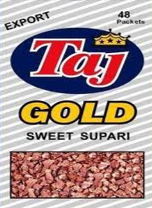 EXPORT
48
Packets
Taj
GOLD
SWEET SUPARI